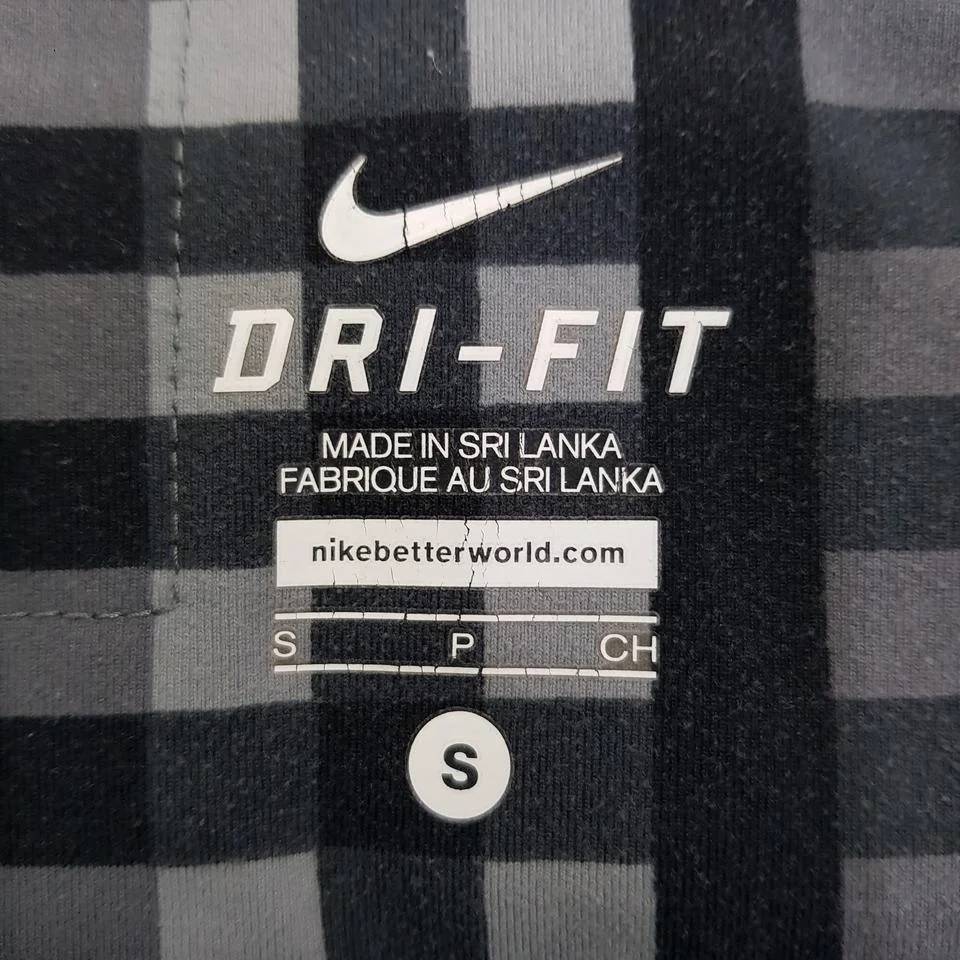 DRI-FIT
MADE IN SRI LANKA
FABRIQUE AU SRI LANKA
nikebetterworld.com
S P CH
S